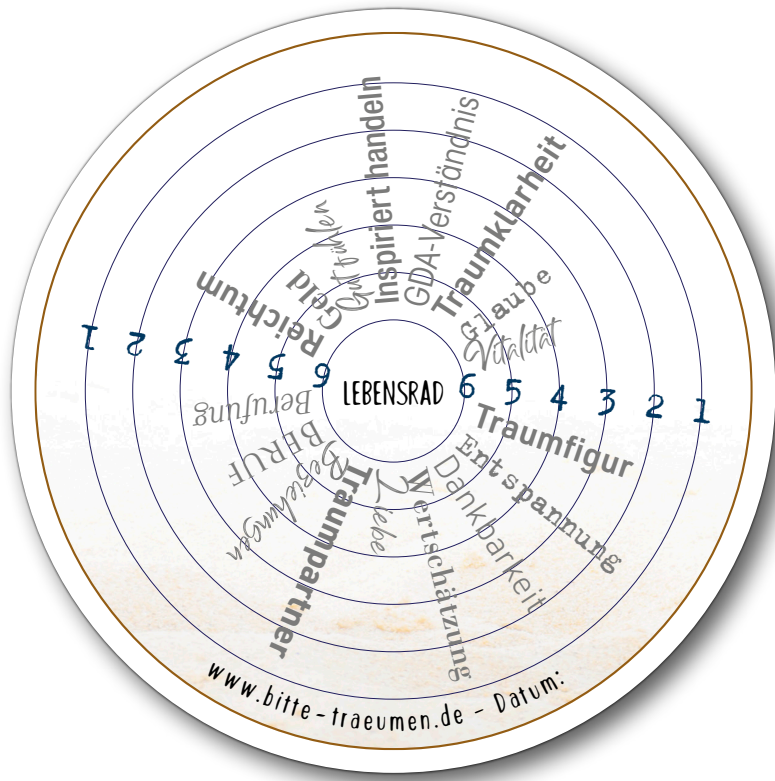 Inspiriert handeln
GDA-Verständnis
Traumklarheit
Glaube
Vitalität
6 5 4 3 2 1
Traumfigur
Entspannung
Dankbarkeit
Wertschätzung
Liebe
Traumpartner
Beziehungen
BERUF
Berufung
1 2 3 4 5 6
Reichtum
Geld
Gut fühlen
LEBENSRAD
www.bitte-traeumen.de - Datum: